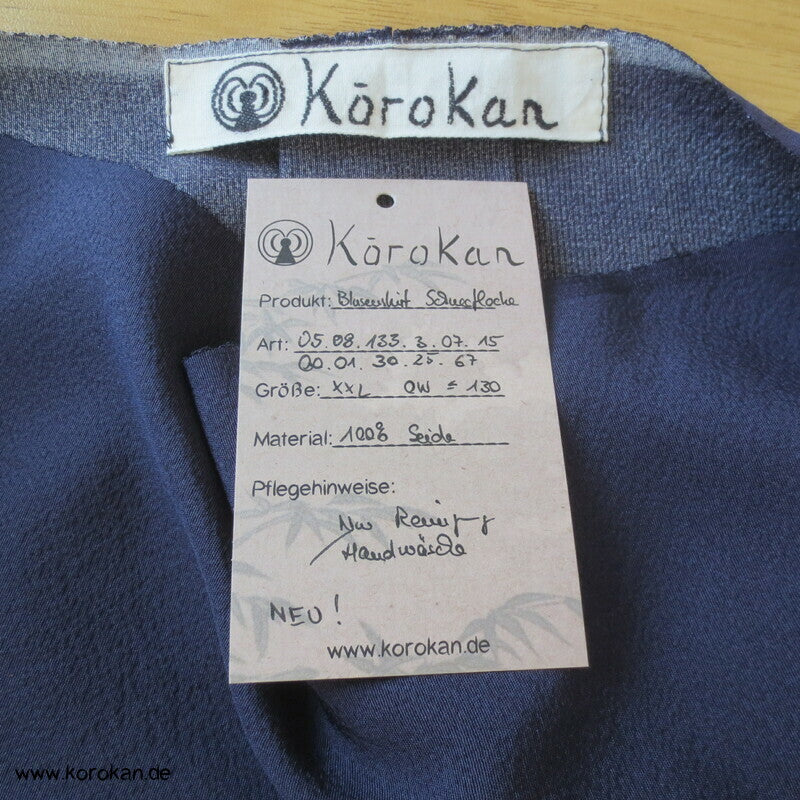 Kōrokan
Kōrokan
Produkt: Blusenshirt Schneeflocke
Art: 05.08.133.3.07.15
00.01.30.25.67
Größe: XXL OW = 130
Material: 100% Seide
Pflegehinweise:
Nur Reinigung
/ Handwäsche
NEU!
www.korokan.de
www.korokan.de